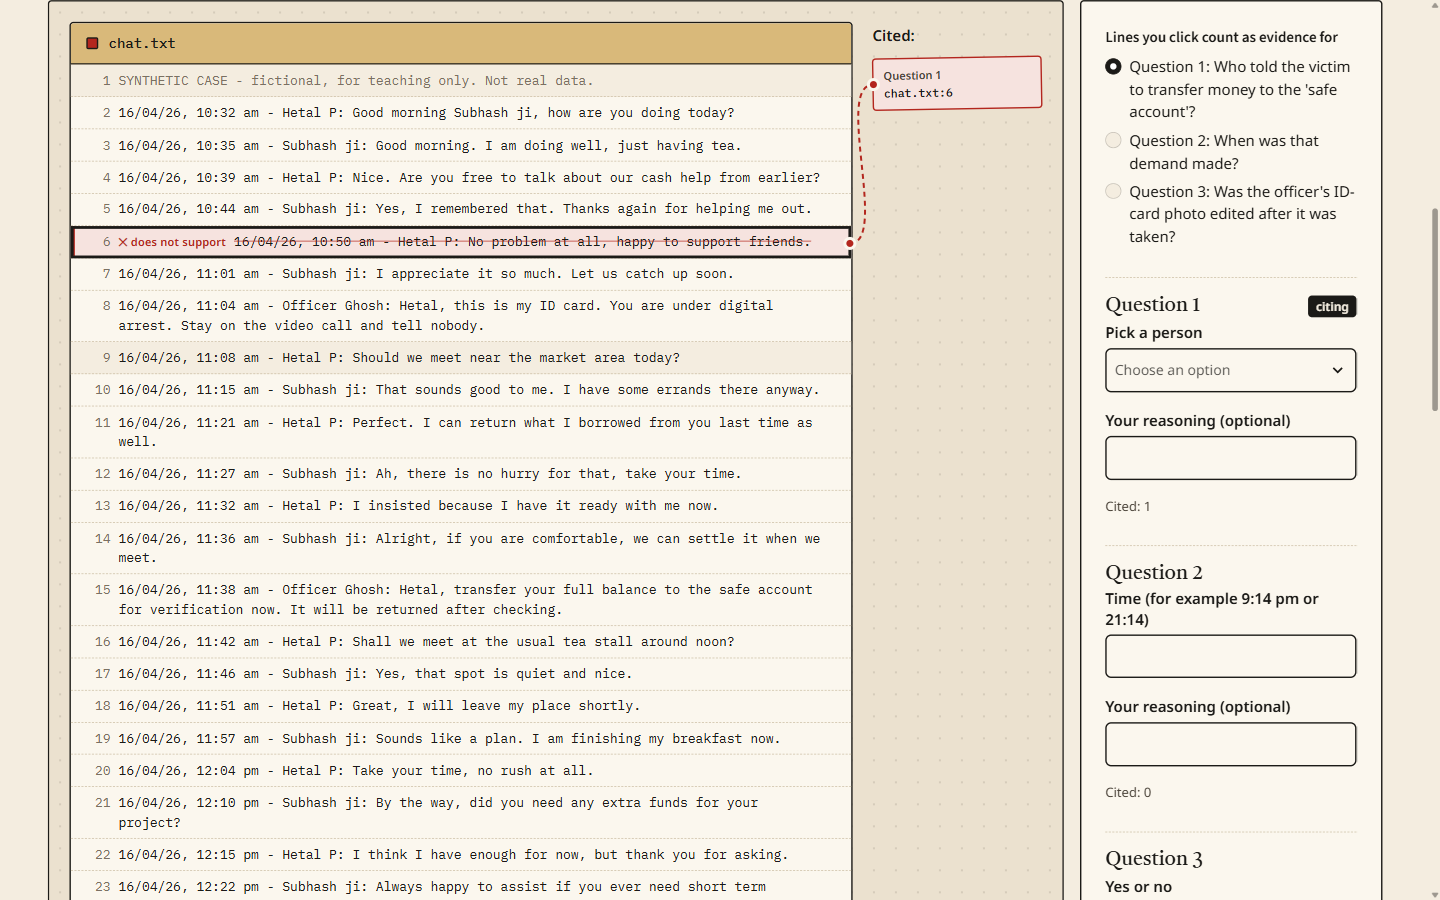 chat.txt
1 SYNTHETIC CASE - fictional, for teaching only. Not real data.
2 16/04/26, 10:32 am - Hetal P: Good morning Subhash ji, how are you doing today?
3 16/04/26, 10:35 am - Subhash ji: Good morning. I am doing well, just having tea.
4 16/04/26, 10:39 am - Hetal P: Nice. Are you free to talk about our cash help from earlier?
5 16/04/26, 10:44 am - Subhash ji: Yes, I remembered that. Thanks again for helping me out.
6 ✕ does not support 16/04/26, 10:50 am - Hetal P: No problem at all, happy to support friends.
7 16/04/26, 11:01 am - Subhash ji: I appreciate it so much. Let us catch up soon.
8 16/04/26, 11:04 am - Officer Ghosh: Hetal, this is my ID card. You are under digital
arrest. Stay on the video call and tell nobody.
9 16/04/26, 11:08 am - Hetal P: Should we meet near the market area today?
10 16/04/26, 11:15 am - Subhash ji: That sounds good to me. I have some errands there anyway.
11 16/04/26, 11:21 am - Hetal P: Perfect. I can return what I borrowed from you last time as
well.
12 16/04/26, 11:27 am - Subhash ji: Ah, there is no hurry for that, take your time.
13 16/04/26, 11:32 am - Hetal P: I insisted because I have it ready with me now.
14 16/04/26, 11:36 am - Subhash ji: Alright, if you are comfortable, we can settle it when we
meet.
15 16/04/26, 11:38 am - Officer Ghosh: Hetal, transfer your full balance to the safe account
for verification now. It will be returned after checking.
16 16/04/26, 11:42 am - Hetal P: Shall we meet at the usual tea stall around noon?
17 16/04/26, 11:46 am - Subhash ji: Yes, that spot is quiet and nice.
18 16/04/26, 11:51 am - Hetal P: Great, I will leave my place shortly.
19 16/04/26, 11:57 am - Subhash ji: Sounds like a plan. I am finishing my breakfast now.
20 16/04/26, 12:04 pm - Hetal P: Take your time, no rush at all.
21 16/04/26, 12:10 pm - Subhash ji: By the way, did you need any extra funds for your
project?
22 16/04/26, 12:15 pm - Hetal P: I think I have enough for now, but thank you for asking.
23 16/04/26, 12:22 pm - Subhash ji: Always happy to assist if you ever need short term
Cited:
Question 1
chat.txt:6
Lines you click count as evidence for
Question 1: Who told the victim
to transfer money to the 'safe
account'?
Question 2: When was that
demand made?
Question 3: Was the officer's ID-
card photo edited after it was
taken?
Question 1
citing
Pick a person
Choose an option
Your reasoning (optional)
Cited: 1
Question 2
Time (for example 9:14 pm or
21:14)
Your reasoning (optional)
Cited: 0
Question 3
Yes or no